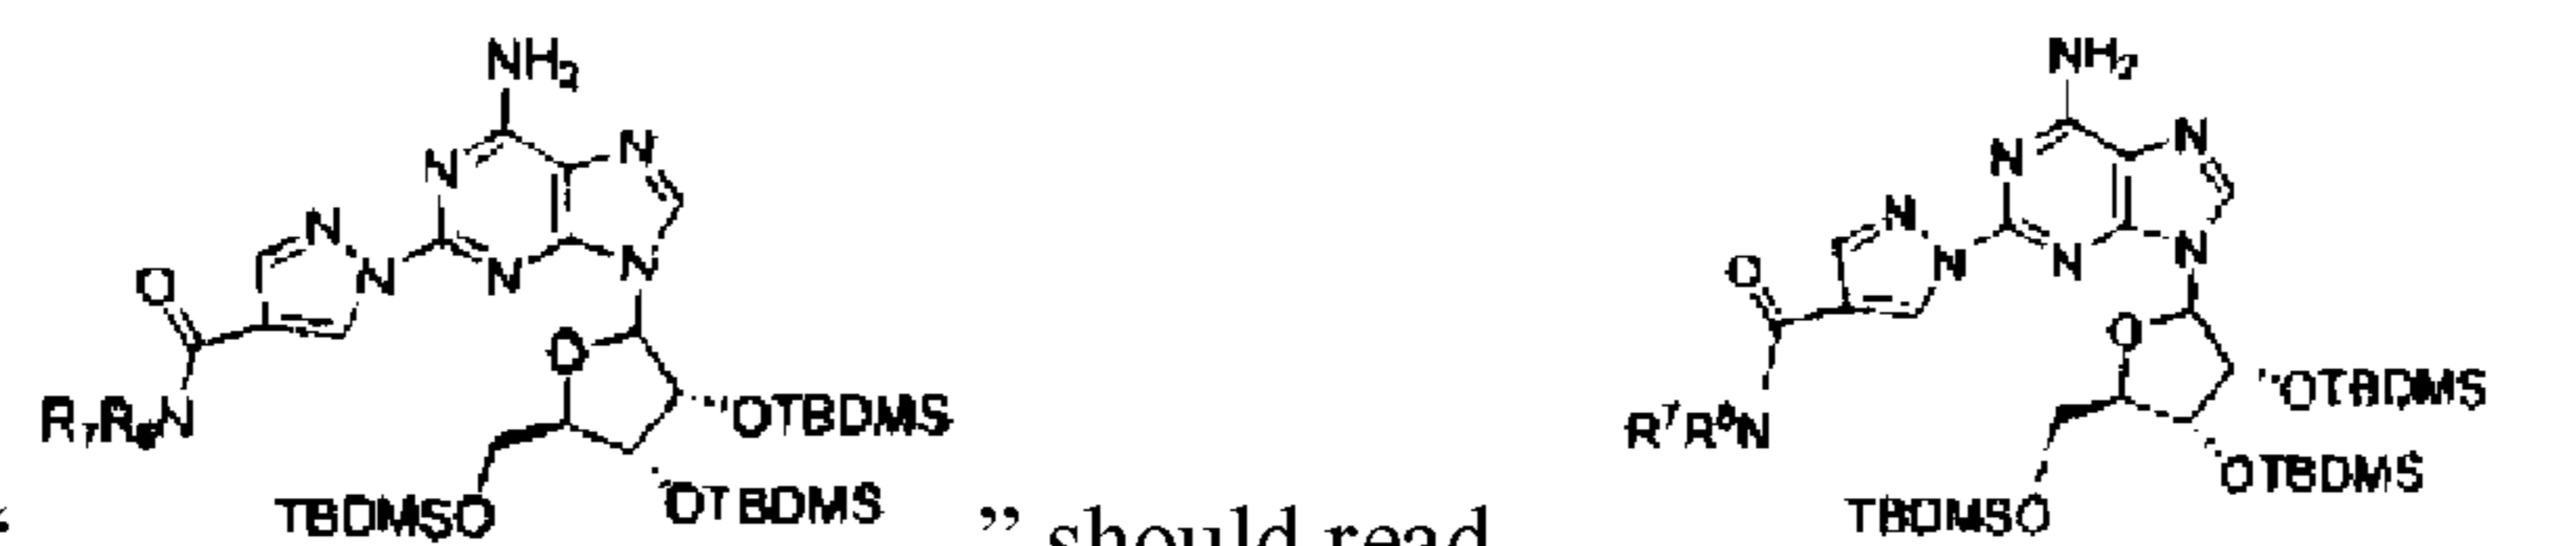 NH₂ NH₂
N N N N
N N N N N N
O N N O N N
O O
R₇R₈N OTBDMS R⁷R⁸N OTBDMS
OTBDMS OTBDMS
TBDMSO ” should read TBDMSO